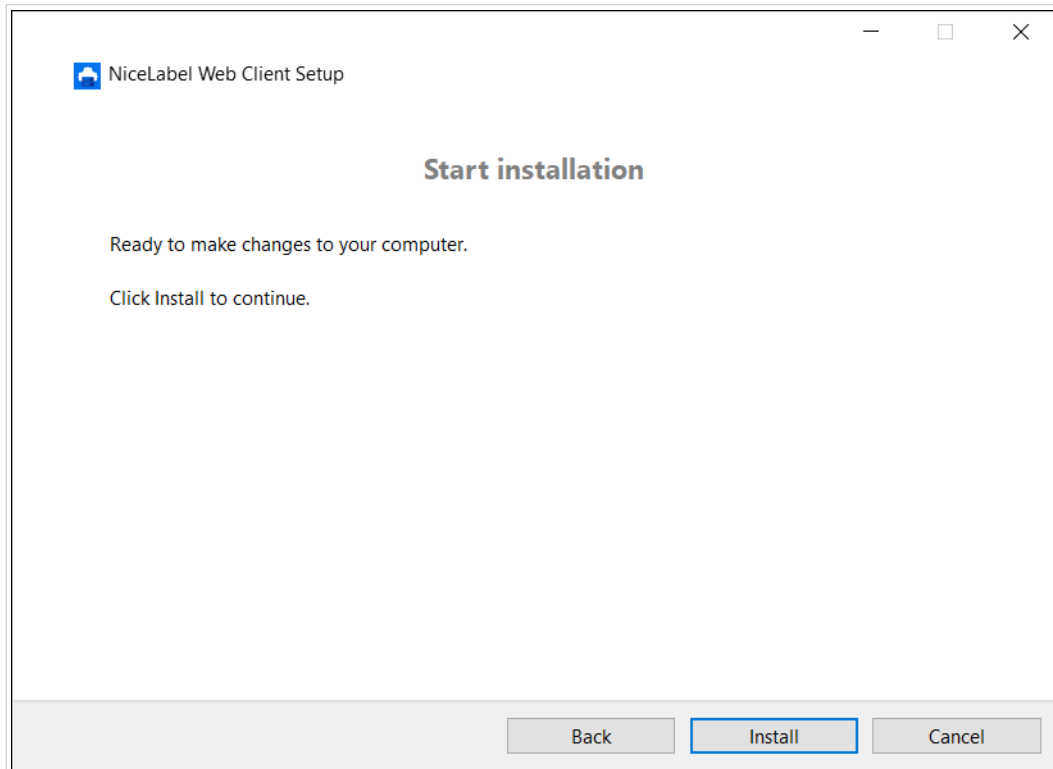 NiceLabel Web Client Setup
Start installation
Ready to make changes to your computer.
Click Install to continue.
Back Install Cancel